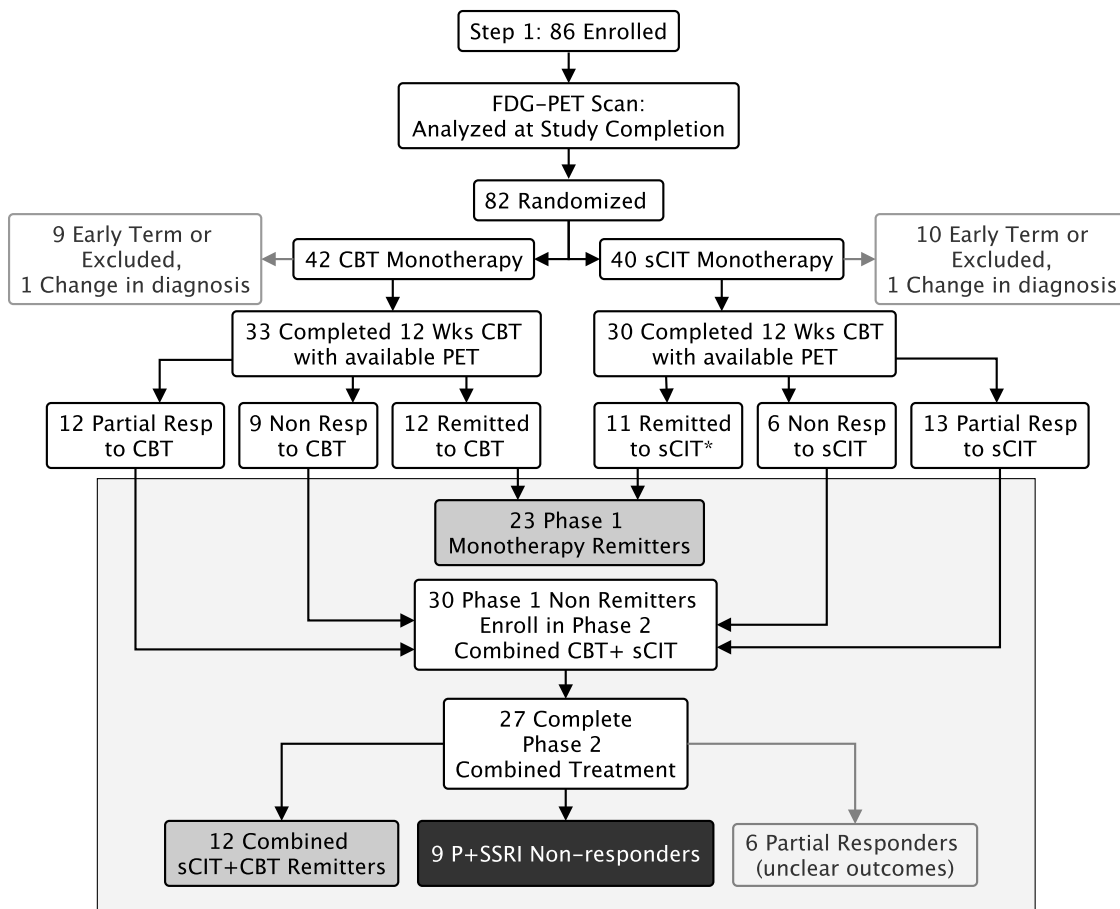 Step 1: 86 Enrolled
FDG-PET Scan:
Analyzed at Study Completion
82 Randomized
9 Early Term or
Excluded,
1 Change in diagnosis
42 CBT Monotherapy
40 sCIT Monotherapy
10 Early Term or
Excluded,
1 Change in diagnosis
33 Completed 12 Wks CBT
with available PET
30 Completed 12 Wks CBT
with available PET
12 Partial Resp
to CBT
9 Non Resp
to CBT
12 Remitted
to CBT
11 Remitted
to sCIT*
6 Non Resp
to sCIT
13 Partial Resp
to sCIT
23 Phase 1
Monotherapy Remitters
30 Phase 1 Non Remitters
Enroll in Phase 2
Combined CBT+ sCIT
27 Complete
Phase 2
Combined Treatment
12 Combined
sCIT+CBT Remitters
9 P+SSRI Non-responders
6 Partial Responders
(unclear outcomes)